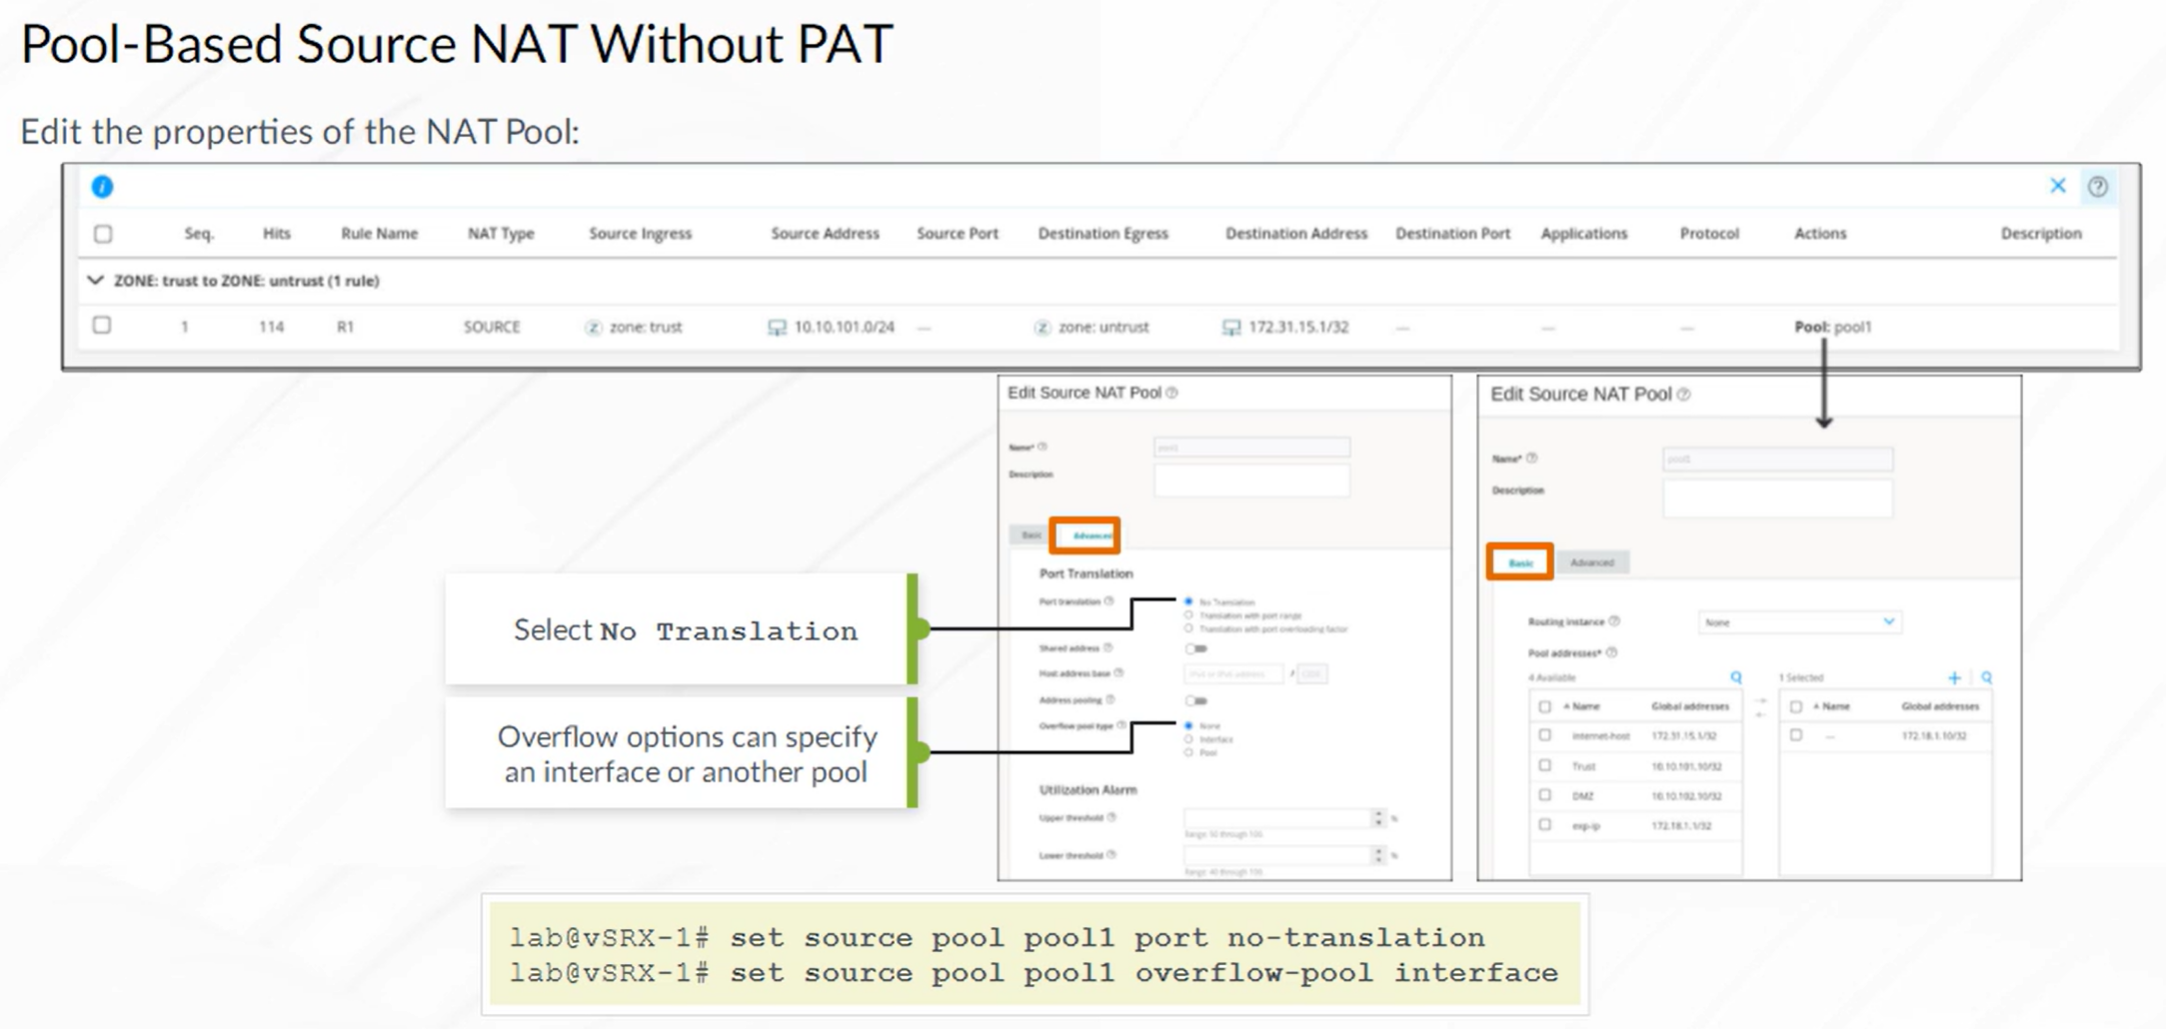 Pool-Based Source NAT Without PAT
Edit the properties of the NAT Pool:
Seq. Hits Rule Name NAT Type Source Ingress Source Address Source Port Destination Egress Destination Address Destination Port Applications Protocol Actions Description
ZONE: trust to ZONE: untrust (1 rule)
1 114 R1 SOURCE zone: trust 10.10.101.0/24 — zone: untrust 172.31.15.1/32 — — — Pool: pool1
Edit Source NAT Pool
Name*
pool1
Description
Basic Advanced
Port Translation
Port translation No Translation
Translation with port range
Translation with port overloading factor
Shared address
Host address base /
Address pooling
Overflow pool type None
Interface
Pool
Utilization Alarm
Upper threshold %
Range: 50 through 100
Lower threshold %
Range: 40 through 100
Edit Source NAT Pool
Name* pool1
Description
Basic Advanced
Routing instance None
Pool addresses*
4 Available 1 Selected
Name Global addresses Name Global addresses
internet-host 172.31.15.1/32 — 172.18.1.10/32
Trust 10.10.101.10/32
DMZ 10.10.102.10/32
exp-ip 172.18.1.1/32
Select No Translation
Overflow options can specify
an interface or another pool
lab@vSRX-1# set source pool pool1 port no-translation
lab@vSRX-1# set source pool pool1 overflow-pool interface